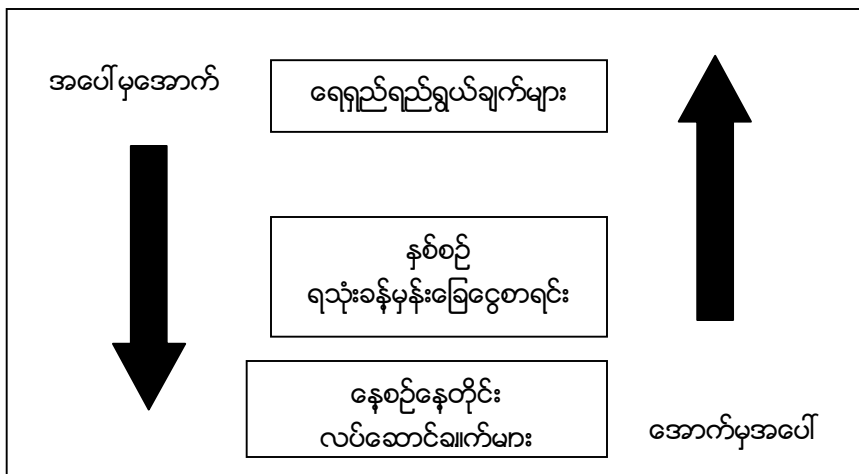 အပေါ်မှအောက်
ရေရှည်ရည်ရွယ်ချက်များ
နှစ်စဉ်
ရသုံးခန့်မှန်းခြေငွေစာရင်း
နေ့စဉ်နေ့တိုင်း
လုပ်ဆောင်ချက်များ
အောက်မှအပေါ်